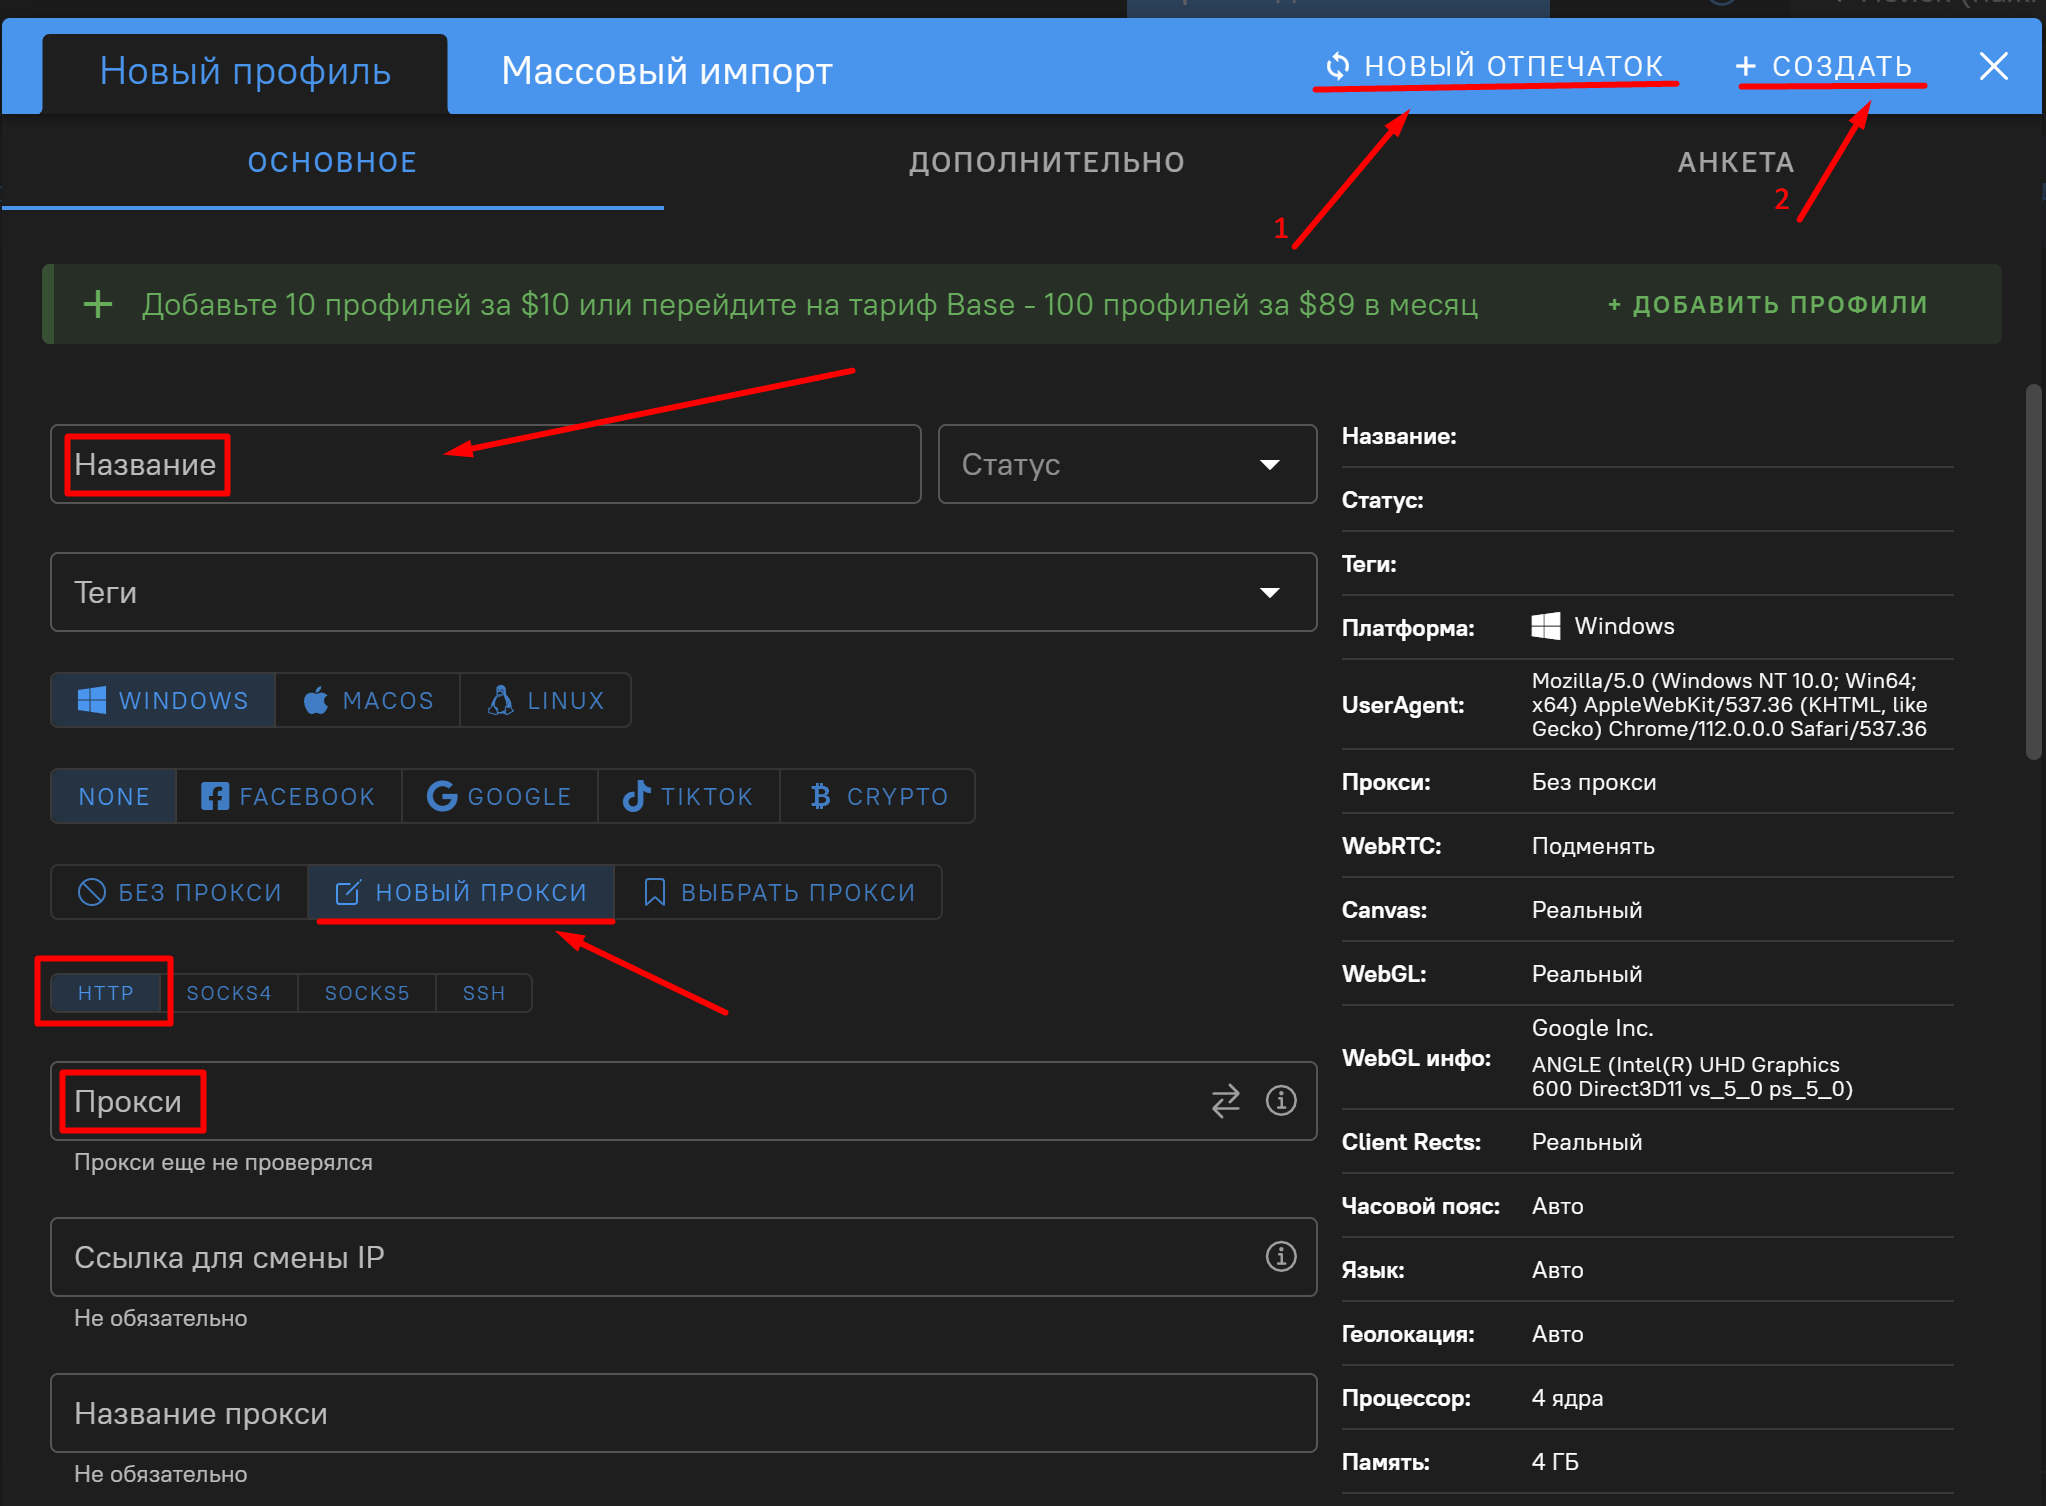 Новый профиль
Массовый импорт
НОВЫЙ ОТПЕЧАТОК
+ СОЗДАТЬ
ОСНОВНОЕ
ДОПОЛНИТЕЛЬНО
АНКЕТА
1
2
Добавьте 10 профилей за $10 или перейдите на тариф Base - 100 профилей за $89 в месяц
+ ДОБАВИТЬ ПРОФИЛИ
Название
Статус
Теги
WINDOWS
MACOS
LINUX
NONE
FACEBOOK
GOOGLE
TIKTOK
CRYPTO
БЕЗ ПРОКСИ
НОВЫЙ ПРОКСИ
ВЫБРАТЬ ПРОКСИ
HTTP
SOCKS4
SOCKS5
SSH
Прокси
Прокси еще не проверялся
Ссылка для смены IP
Не обязательно
Название прокси
Не обязательно
Название:
Статус:
Теги:
Платформа: Windows
UserAgent: Mozilla/5.0 (Windows NT 10.0; Win64;
x64) AppleWebKit/537.36 (KHTML, like
Gecko) Chrome/112.0.0.0 Safari/537.36
Прокси: Без прокси
WebRTC: Подменять
Canvas: Реальный
WebGL: Реальный
WebGL инфо: Google Inc.
ANGLE (Intel(R) UHD Graphics
600 Direct3D11 vs_5_0 ps_5_0)
Client Rects: Реальный
Часовой пояс: Авто
Язык: Авто
Геолокация: Авто
Процессор: 4 ядра
Память: 4 ГБ